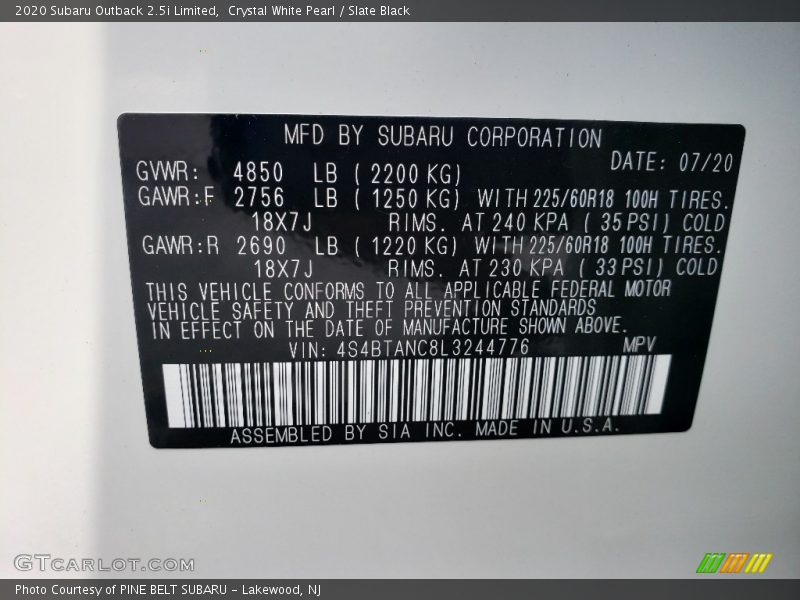 2020 Subaru Outback 2.5i Limited,  Crystal White Pearl / Slate Black
MFD BY SUBARU CORPORATION
DATE: 07/20
GVWR: 4850 LB ( 2200 KG)
GAWR:F 2756 LB ( 1250 KG) WITH 225/60R18 100H TIRES.
18X7J RIMS. AT 240 KPA ( 35 PSI) COLD
GAWR:R 2690 LB ( 1220 KG) WITH 225/60R18 100H TIRES.
18X7J RIMS. AT 230 KPA ( 33 PSI) COLD
THIS VEHICLE CONFORMS TO ALL APPLICABLE FEDERAL MOTOR
VEHICLE SAFETY AND THEFT PREVENTION STANDARDS
IN EFFECT ON THE DATE OF MANUFACTURE SHOWN ABOVE.
VIN: 4S4BTANC8L3244776 MPV
ASSEMBLED BY SIA INC. MADE IN U.S.A.
GTCARLOT.COM
Photo Courtesy of PINE BELT SUBARU - Lakewood, NJ